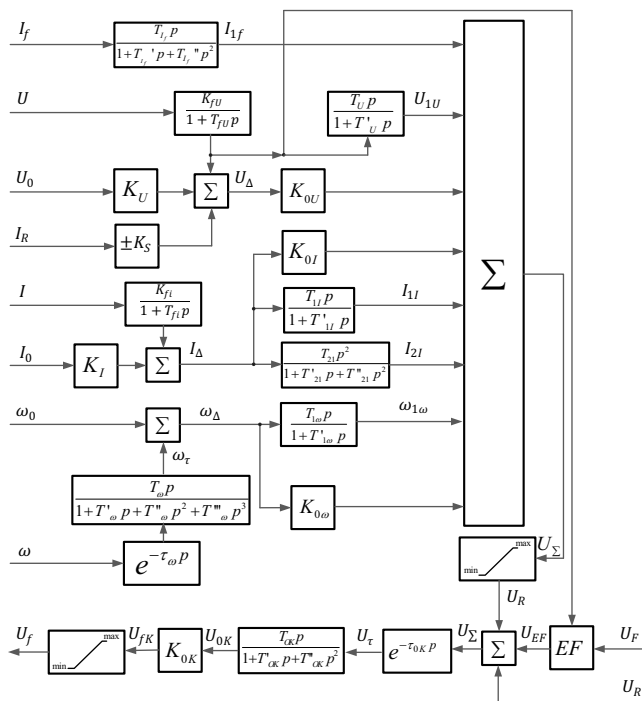 I_f
T_{I_f} p
1+T_{I_f}' p+T_{I_f}'' p^2
I_{1f}
U
K_{fU}
1 + T_{fU} p
T_U p
1+T'_U p
U_{1U}
U_0
K_U
Σ
U_Δ
K_{0U}
I_R
±K_S
K_{0I}
Σ
I
K_{fi}
1 + T_{fi} p
T_{1I} p
1+T'_{1I} p
I_{1I}
I_0
K_I
Σ
I_Δ
T_{21} p^2
1+T'_{21} p+T''_{21} p^2
I_{2I}
ω_0
Σ
ω_Δ
T_{1ω} p
1+T'_{1ω} p
ω_{1ω}
ω_τ
T_ω p
1+T'_ω p+T''_ω p^2+T'''_ω p^3
K_{0ω}
ω
e^{-τ_ω p}
min
max
U_Σ
U_R
U_f
min
max
U_{fK}
K_{0K}
U_{0K}
T_{OK} p
1+T'_{OK} p+T''_{OK} p^2
U_τ
e^{-τ_{0K} p}
U_Σ
Σ
U_{EF}
EF
U_F
U_R